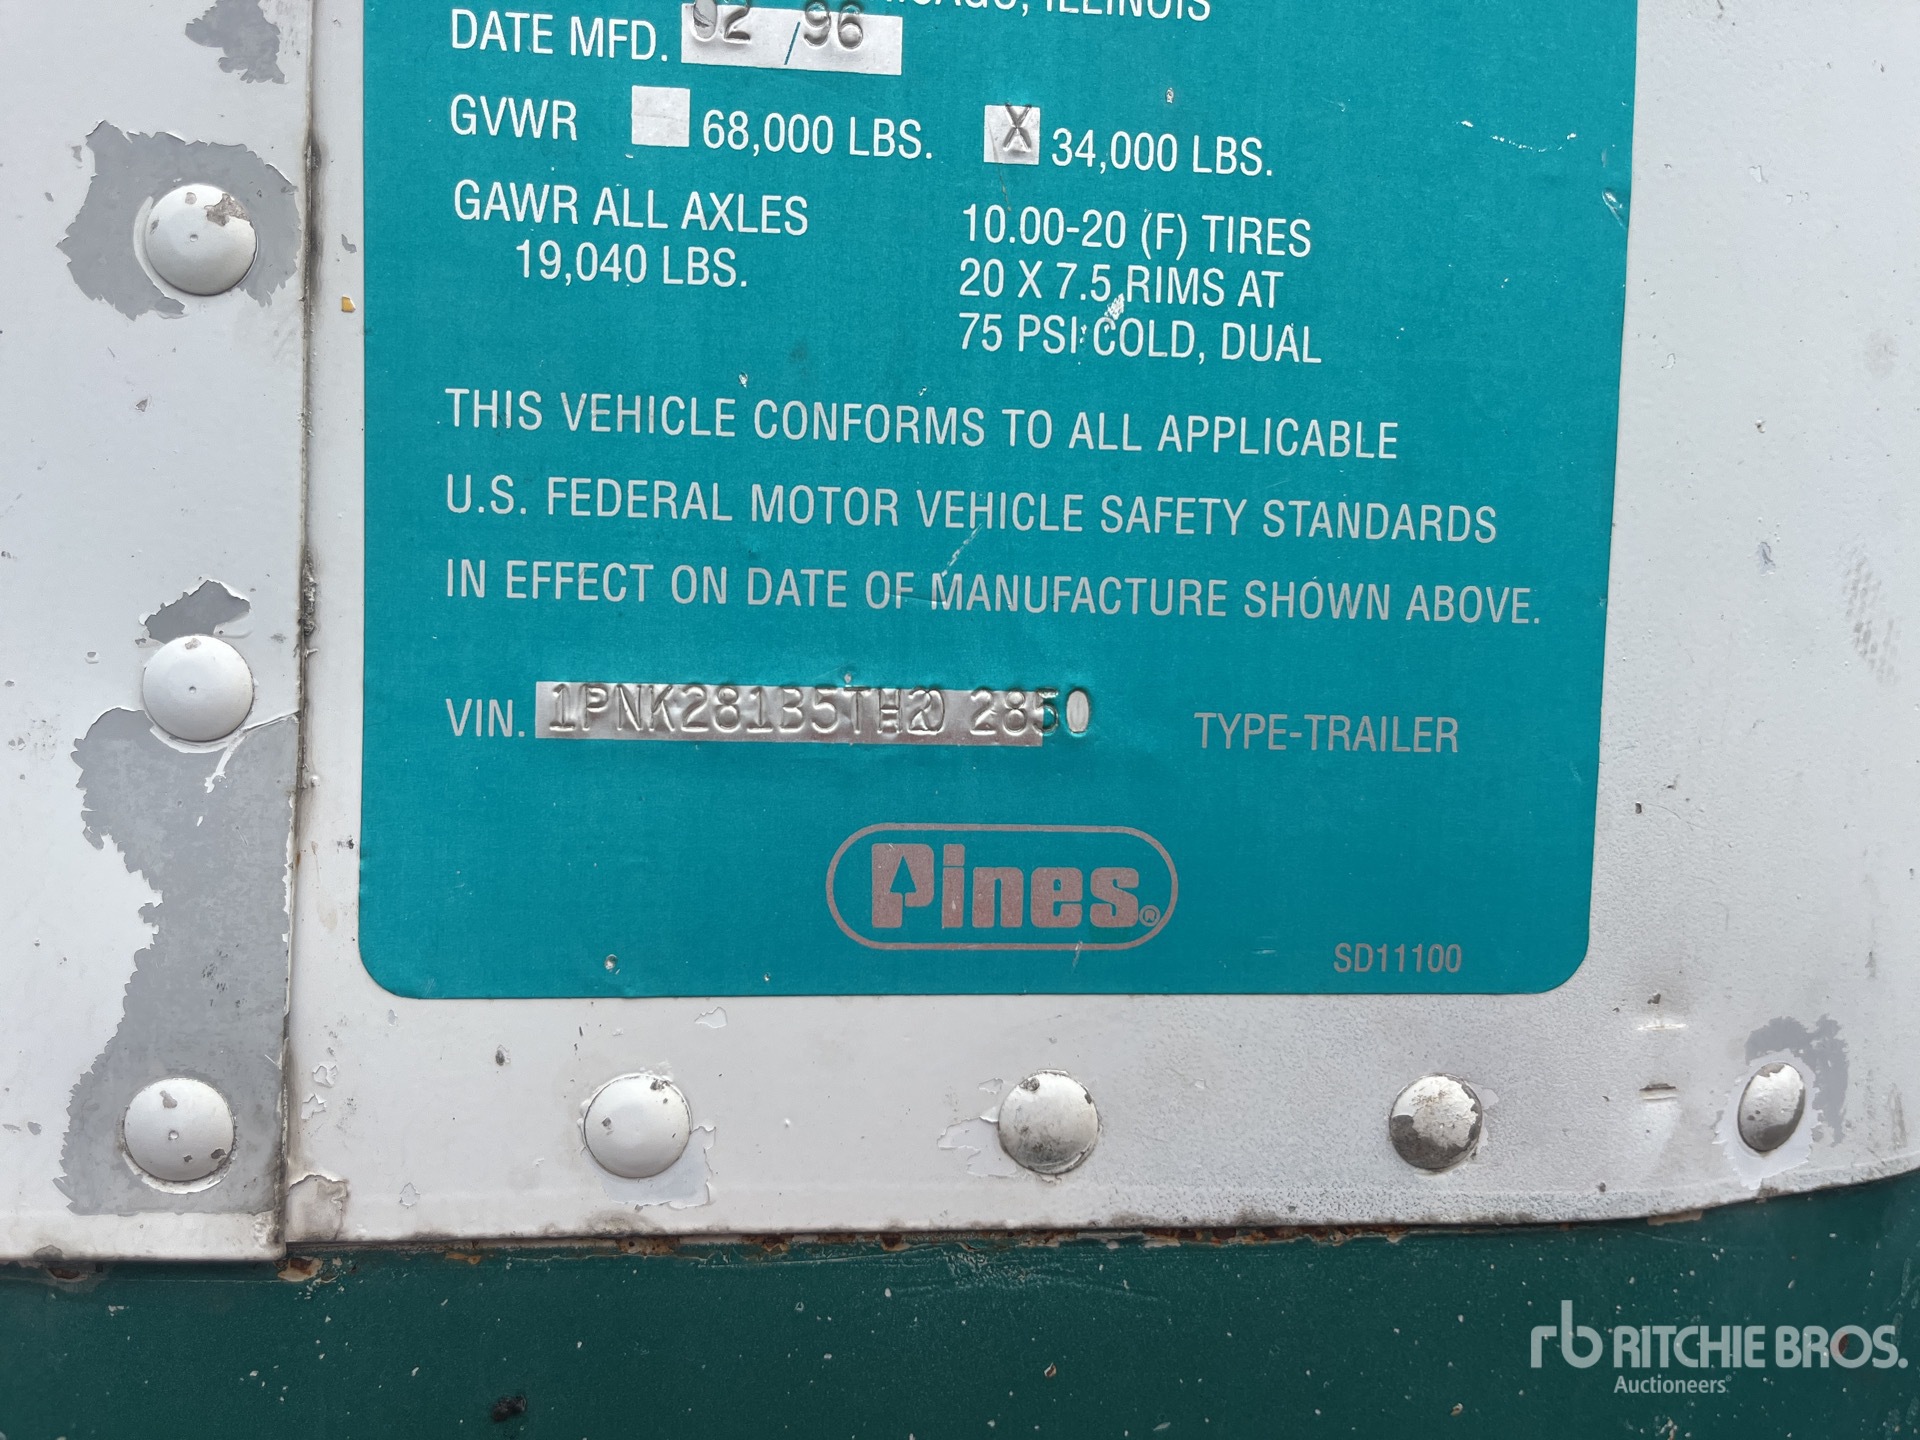 ILLINOIS
DATE MFD. 02 / 96
GVWR 68,000 LBS. X 34,000 LBS.
GAWR ALL AXLES
19,040 LBS.
10.00-20 (F) TIRES
20 X 7.5 RIMS AT
75 PSI COLD, DUAL
THIS VEHICLE CONFORMS TO ALL APPLICABLE
U.S. FEDERAL MOTOR VEHICLE SAFETY STANDARDS
IN EFFECT ON DATE OF MANUFACTURE SHOWN ABOVE.
VIN. 2850 TYPE-TRAILER
Pines®
SD11100
rb RITCHIE BROS.
Auctioneers